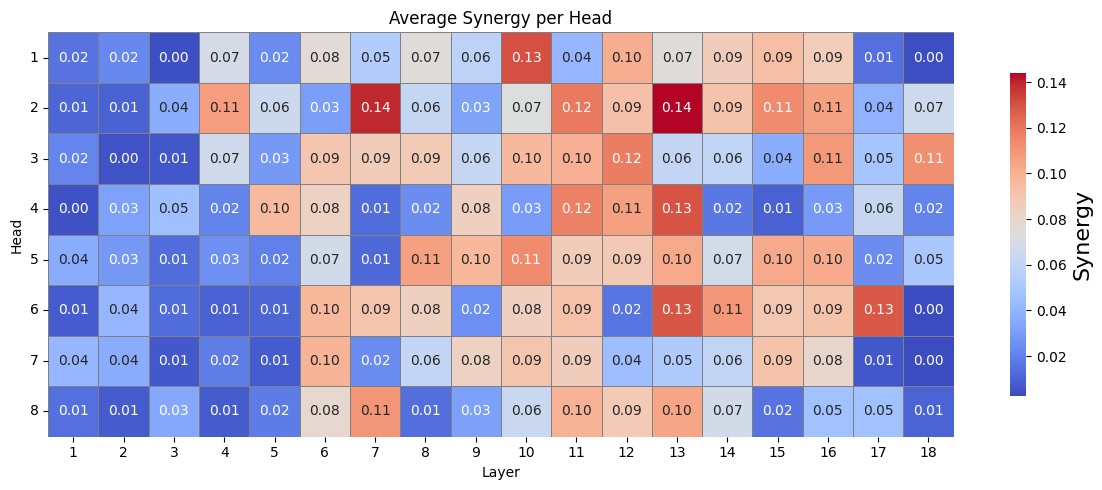 Average Synergy per Head
1 0.02 0.02 0.00 0.07 0.02 0.08 0.05 0.07 0.06 0.13 0.04 0.10 0.07 0.09 0.09 0.09 0.01 0.00
2 0.01 0.01 0.04 0.11 0.06 0.03 0.14 0.06 0.03 0.07 0.12 0.09 0.14 0.09 0.11 0.11 0.04 0.07
3 0.02 0.00 0.01 0.07 0.03 0.09 0.09 0.09 0.06 0.10 0.10 0.12 0.06 0.06 0.04 0.11 0.05 0.11
4 0.00 0.03 0.05 0.02 0.10 0.08 0.01 0.02 0.08 0.03 0.12 0.11 0.13 0.02 0.01 0.03 0.06 0.02
5 0.04 0.03 0.01 0.03 0.02 0.07 0.01 0.11 0.10 0.11 0.09 0.09 0.10 0.07 0.10 0.10 0.02 0.05
6 0.01 0.04 0.01 0.01 0.01 0.10 0.09 0.08 0.02 0.08 0.09 0.02 0.13 0.11 0.09 0.09 0.13 0.00
7 0.04 0.04 0.01 0.02 0.01 0.10 0.02 0.06 0.08 0.09 0.09 0.04 0.05 0.06 0.09 0.08 0.01 0.00
8 0.01 0.01 0.03 0.01 0.02 0.08 0.11 0.01 0.03 0.06 0.10 0.09 0.10 0.07 0.02 0.05 0.05 0.01
1 2 3 4 5 6 7 8 9 10 11 12 13 14 15 16 17 18
Layer
Head
0.14
0.12
0.10
0.08
0.06
0.04
0.02
Synergy